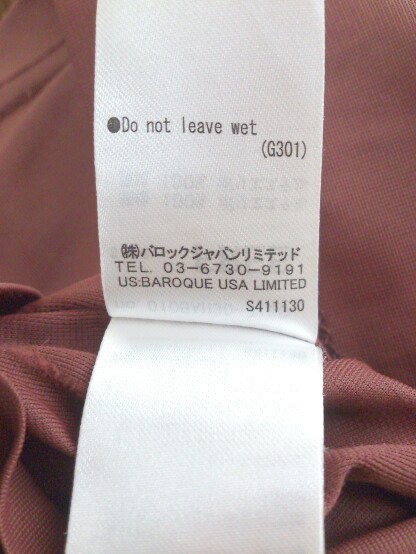 ●Do not leave wet
(G301)
㈱バロックジャパンリミテッド
TEL. 03-6730-9191
US:BAROQUE USA LIMITED
S411130